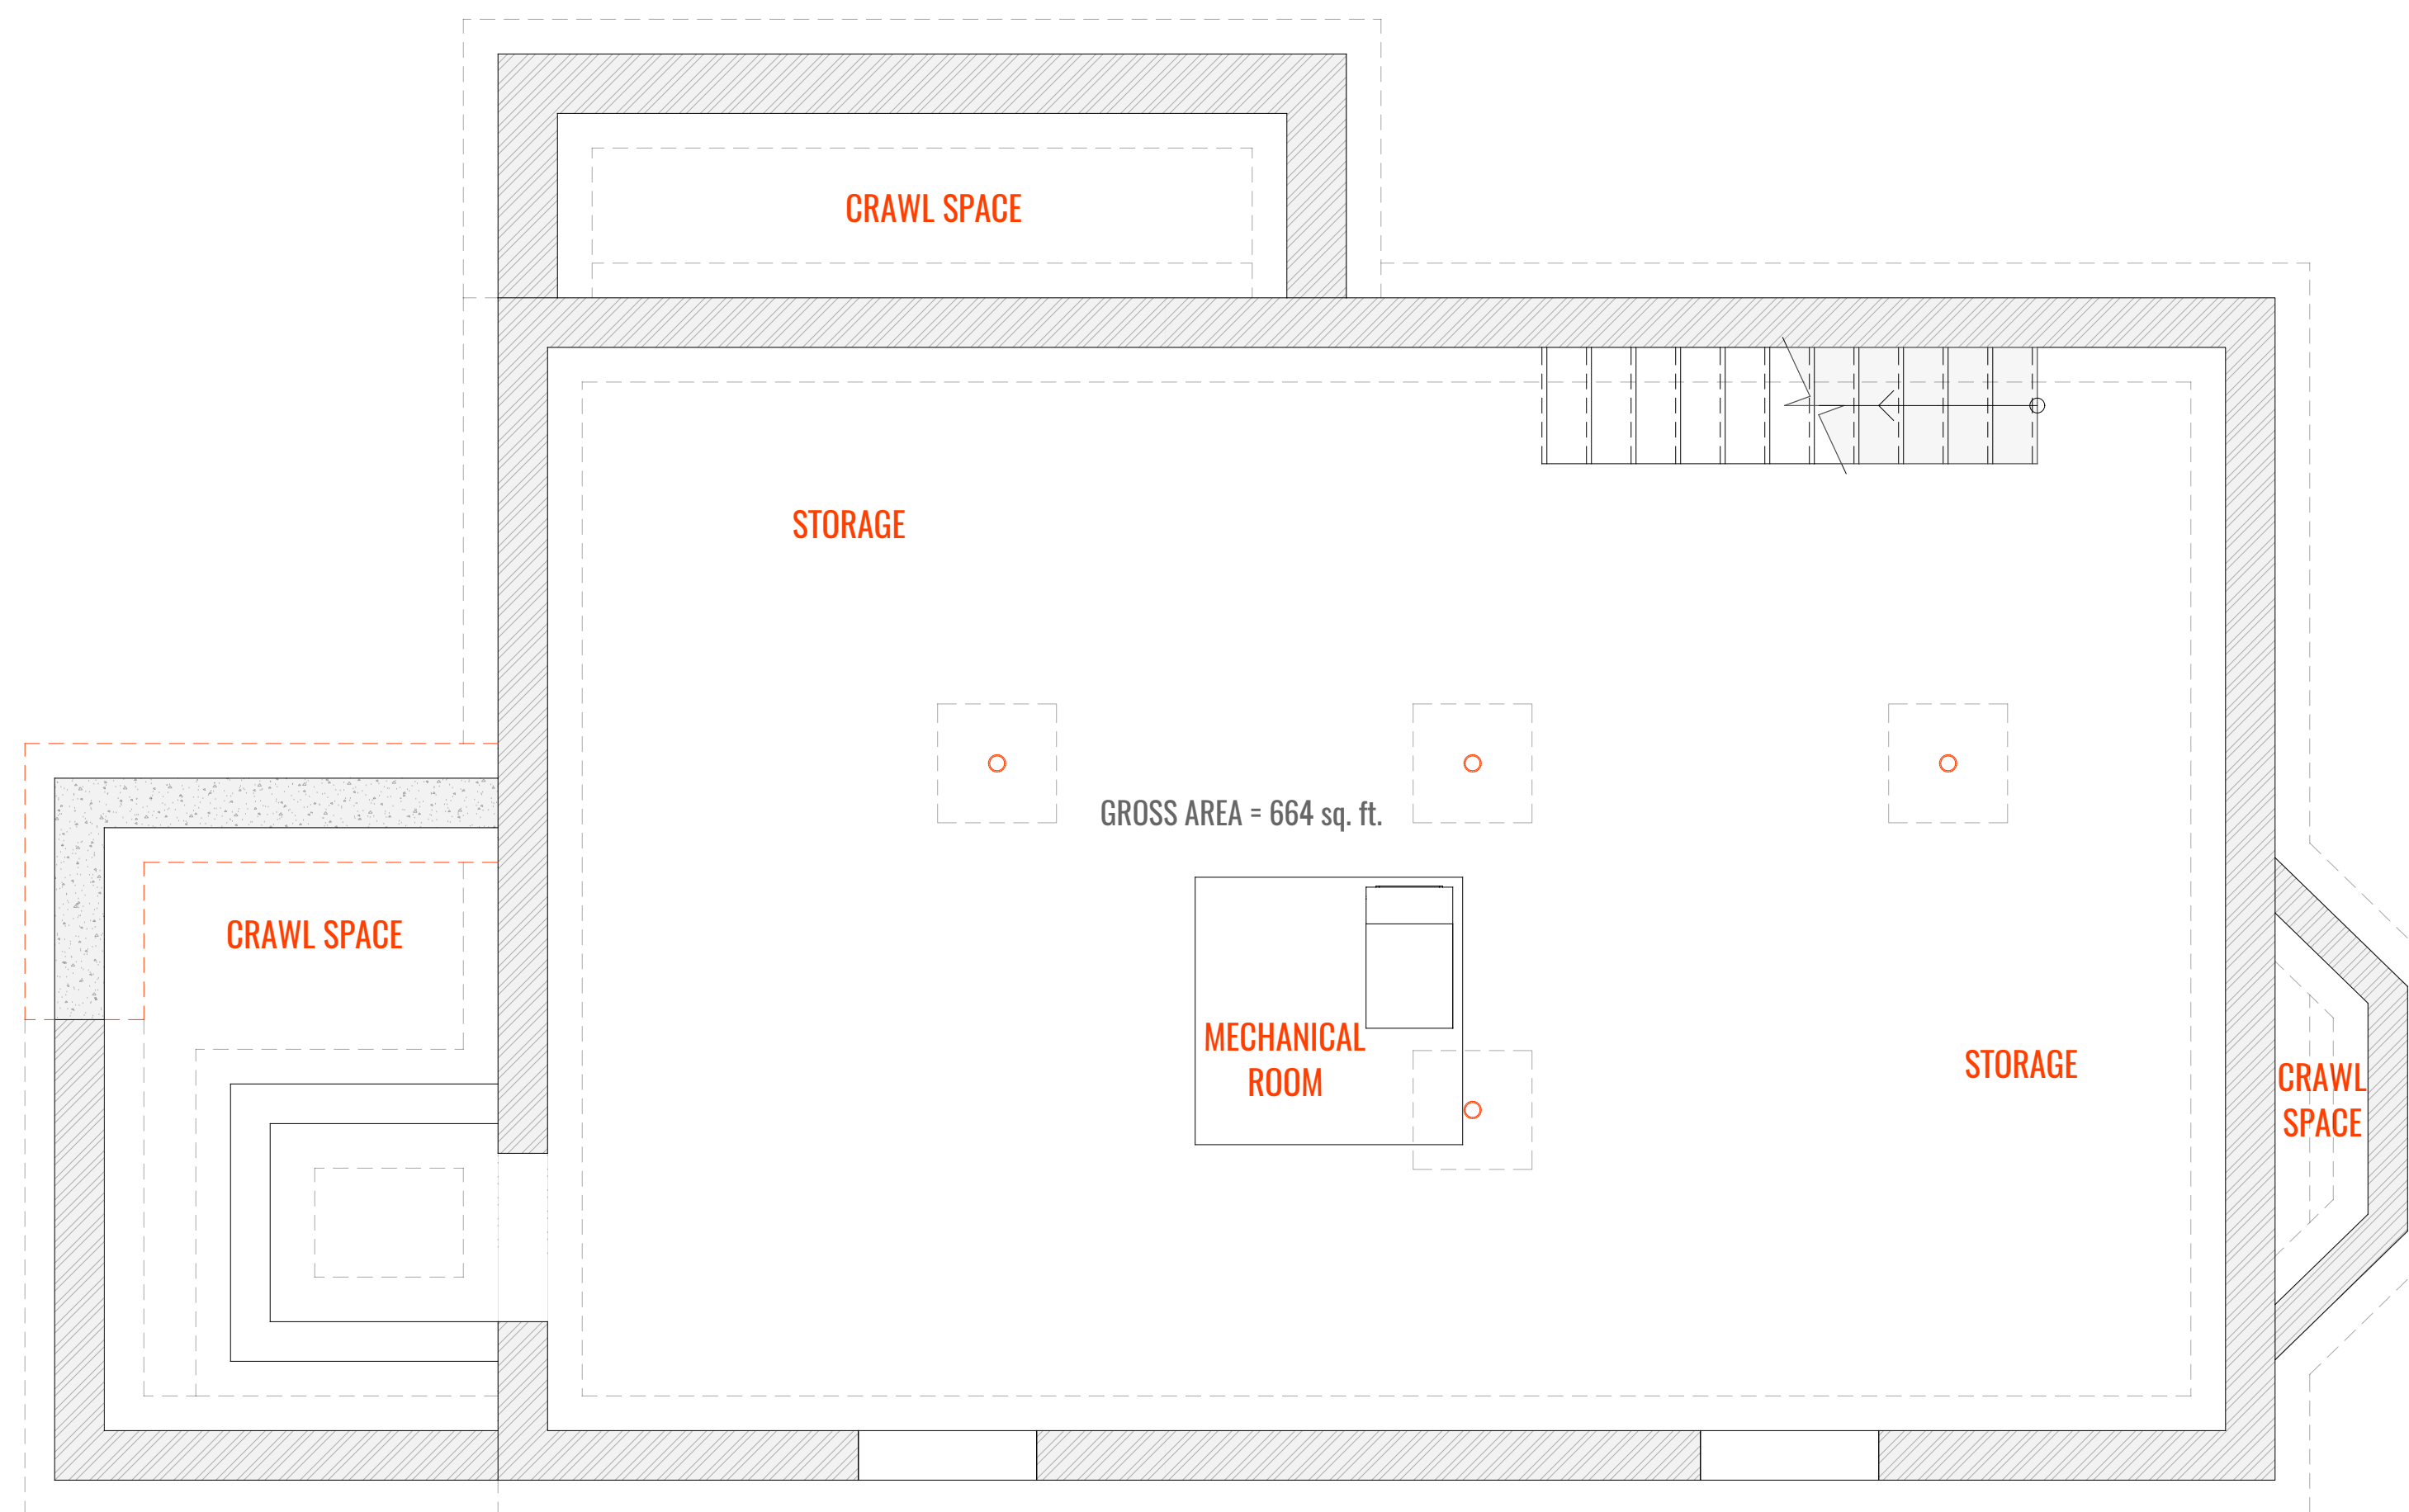 CRAWL SPACE
STORAGE
GROSS AREA = 664 sq. ft.
CRAWL SPACE
MECHANICAL
ROOM
STORAGE
CRAWL
SPACE